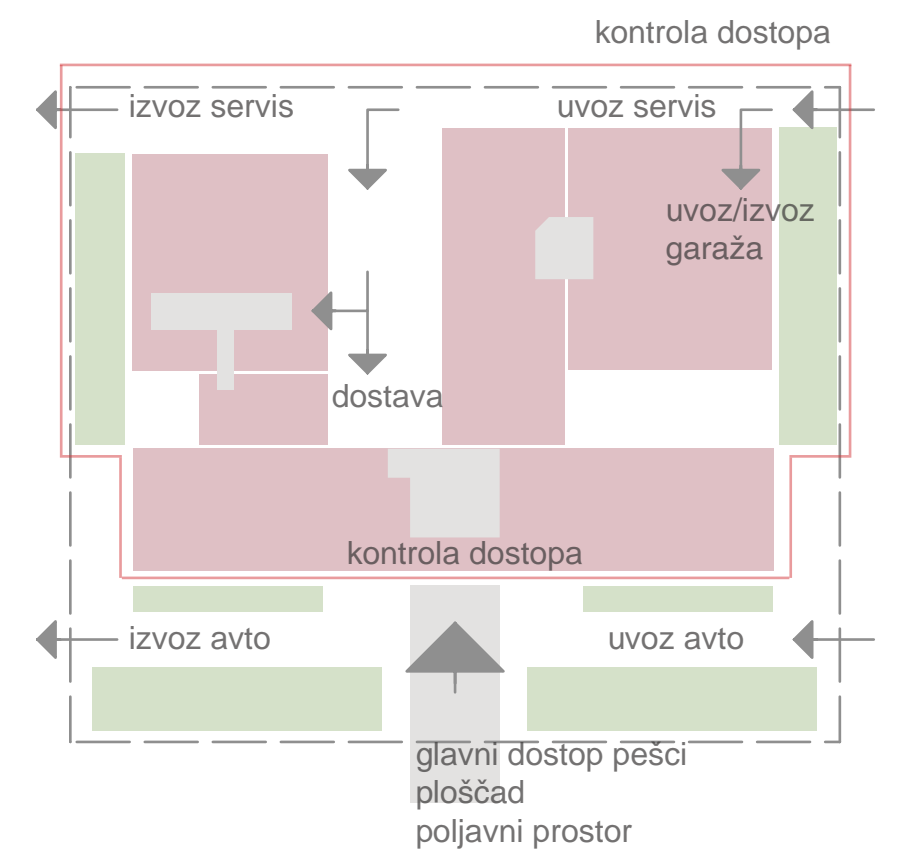 kontrola dostopa
izvoz servis
uvoz servis
uvoz/izvoz
garaža
dostava
kontrola dostopa
izvoz avto
uvoz avto
glavni dostop pešci
ploščad
poljavni prostor